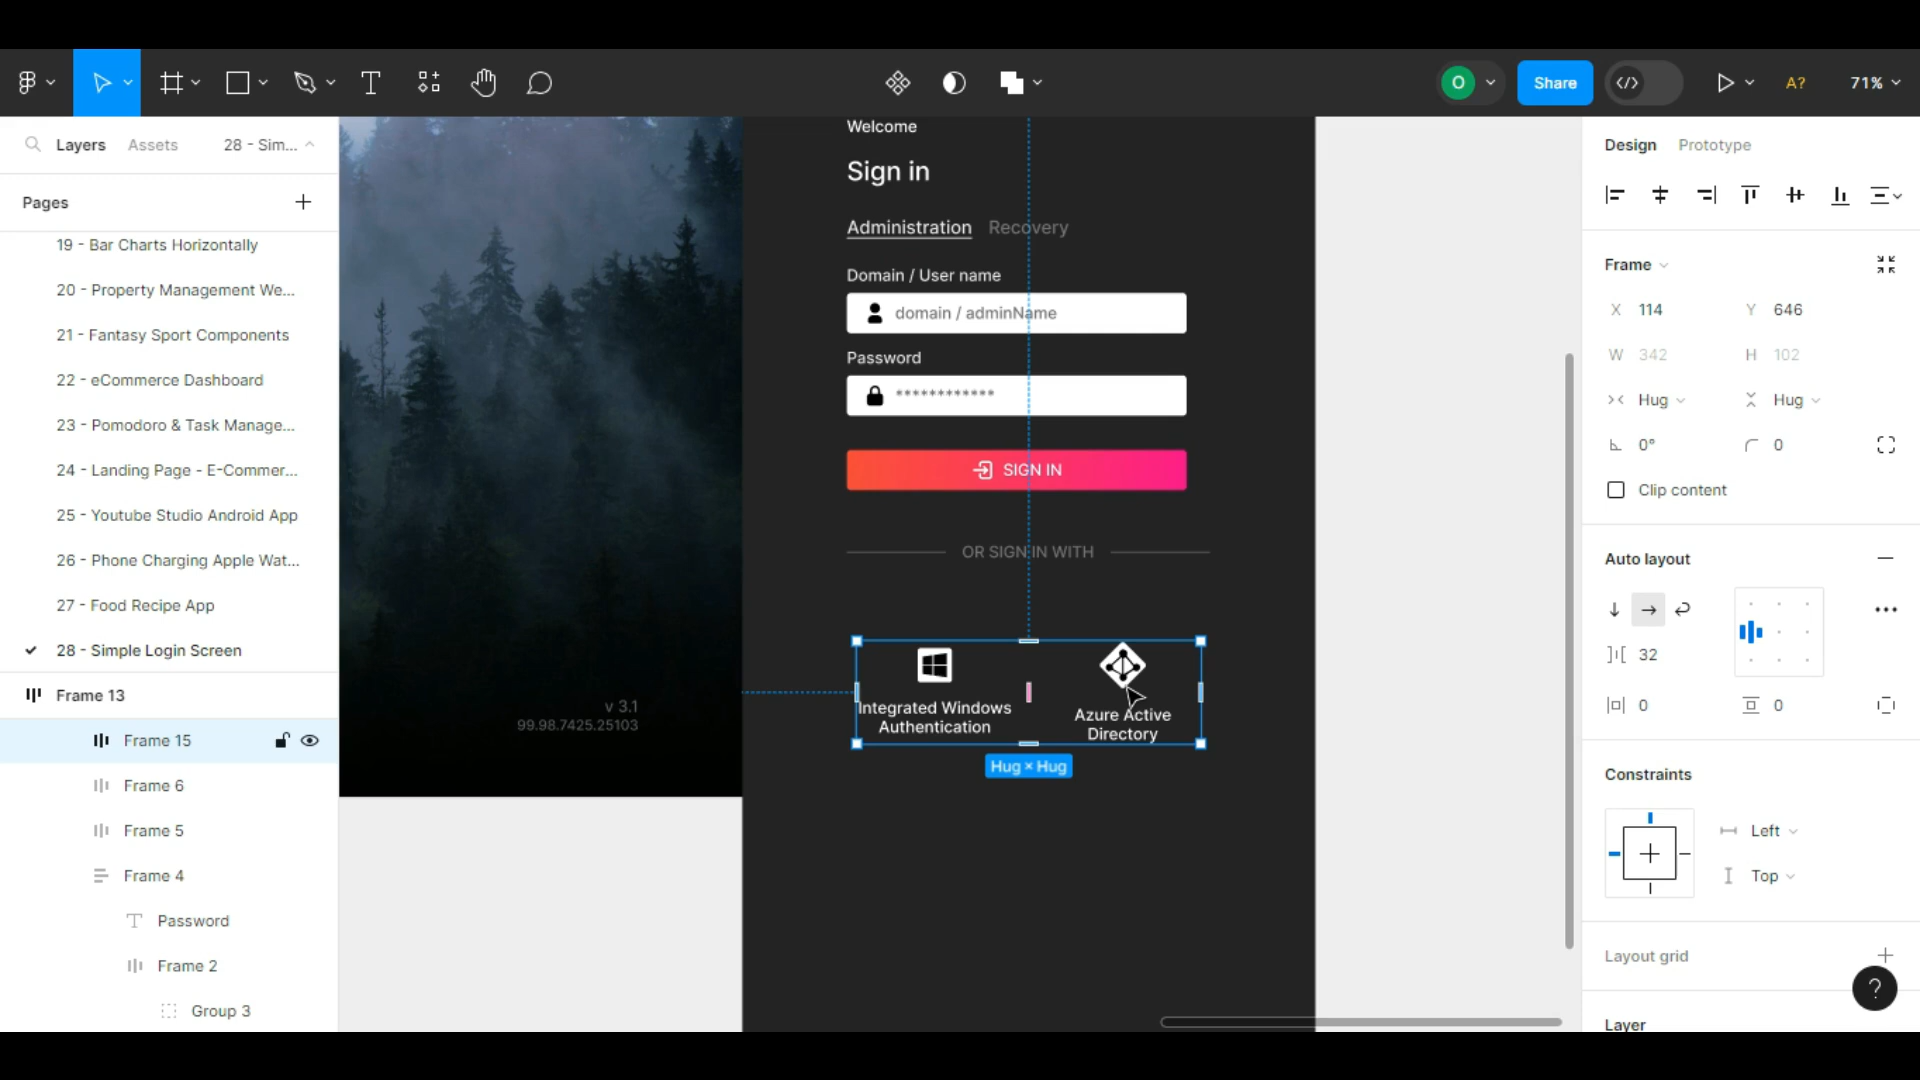 O
Share
A?
71%
Layers
Assets
28 - Sim...
Pages
19 - Bar Charts Horizontally
20 - Property Management We...
21 - Fantasy Sport Components
22 - eCommerce Dashboard
23 - Pomodoro & Task Manage...
24 - Landing Page - E-Commer...
25 - Youtube Studio Android App
26 - Phone Charging Apple Wat...
27 - Food Recipe App
28 - Simple Login Screen
Frame 13
Frame 15
Frame 6
Frame 5
Frame 4
Password
Frame 2
Group 3
v 3.1
99.98.7425.25103
Welcome
Sign in
Administration Recovery
Domain / User name
domain / adminName
Password
************
SIGN IN
OR SIGN IN WITH
Integrated Windows
Authentication
Azure Active
Directory
Hug × Hug
Design
Prototype
Frame
X 114
Y 646
W 342
H 102
Hug
Hug
0°
0
Clip content
Auto layout
32
0
0
Constraints
Left
Top
Layout grid
?
Layer